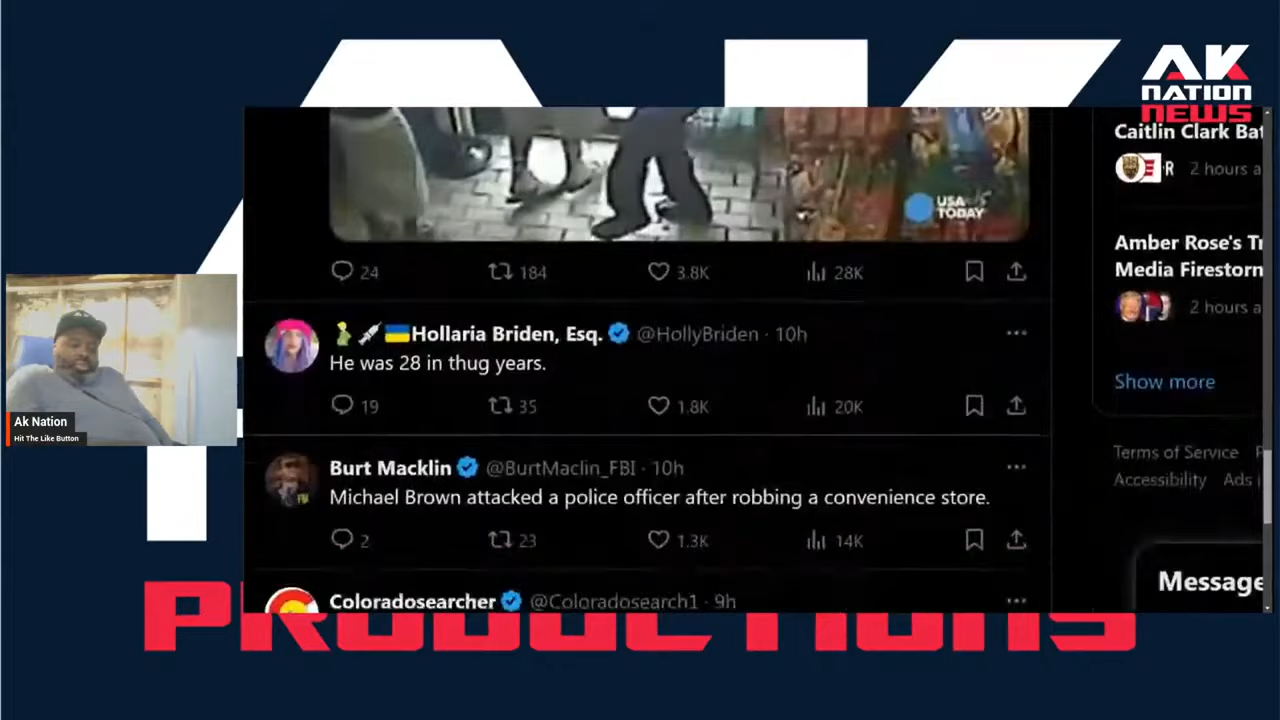 AK
NATION
NEWS
Caitlin Clark Bat
R
2 hours a
USA
TODAY
Amber Rose's Tr
Media Firestorn
2 hours a
24 184 3.8K 28K
Hollaria Briden, Esq. @HollyBriden · 10h
He was 28 in thug years.
Show more
19 35 1.8K 20K
Ak Nation
Hit The Like Button
Burt Macklin @BurtMaclin_FBI · 10h
Michael Brown attacked a police officer after robbing a convenience store.
Terms of Service
Accessibility Ads
2 23 1.3K 14K
Message
Coloradosearcher @Coloradosearch1 · 9h
PRODUCTIONS